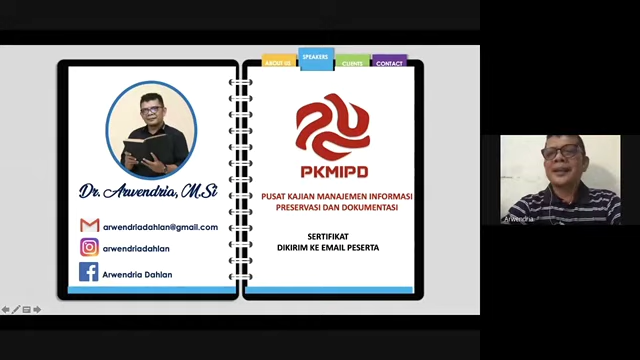 ABOUT US
SPEAKERS
CLIENTS
CONTACT
Dr. Arwendria, M.Si
arwendriadahlan@gmail.com
arwendriadahlan
Arwendria Dahlan
PKMIPD
PUSAT KAJIAN MANAJEMEN INFORMASI
PRESERVASI DAN DOKUMENTASI
SERTIFIKAT
DIKIRIM KE EMAIL PESERTA
Arwendria